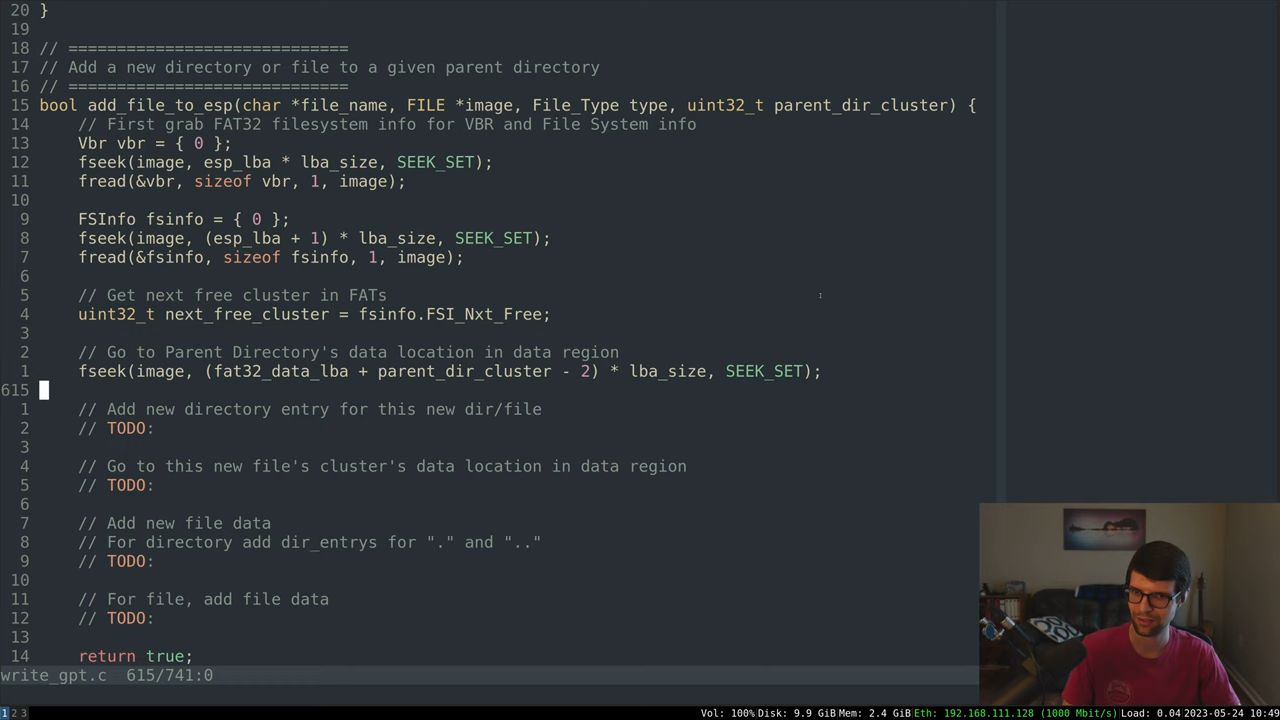 20 }
19
18 // =============================
17 // Add a new directory or file to a given parent directory
16 // =============================
15 bool add_file_to_esp(char *file_name, FILE *image, File_Type type, uint32_t parent_dir_cluster) {
14     // First grab FAT32 filesystem info for VBR and File System info
13     Vbr vbr = { 0 };
12     fseek(image, esp_lba * lba_size, SEEK_SET);
11     fread(&vbr, sizeof vbr, 1, image);
10
9     FSInfo fsinfo = { 0 };
8     fseek(image, (esp_lba + 1) * lba_size, SEEK_SET);
7     fread(&fsinfo, sizeof fsinfo, 1, image);
6
5     // Get next free cluster in FATs
4     uint32_t next_free_cluster = fsinfo.FSI_Nxt_Free;
3
2     // Go to Parent Directory's data location in data region
1     fseek(image, (fat32_data_lba + parent_dir_cluster - 2) * lba_size, SEEK_SET);
615
1     // Add new directory entry for this new dir/file
2     // TODO:
3
4     // Go to this new file's cluster's data location in data region
5     // TODO:
6
7     // Add new file data
8     // For directory add dir_entrys for "." and ".."
9     // TODO:
10
11     // For file, add file data
12     // TODO:
13
14     return true;
write_gpt.c  615/741:0
1 2 3 Vol: 100% Disk: 9.9 GiB Mem: 2.4 GiB Eth: 192.168.111.128 (1000 Mbit/s) Load: 0.04 2023-05-24 10:49